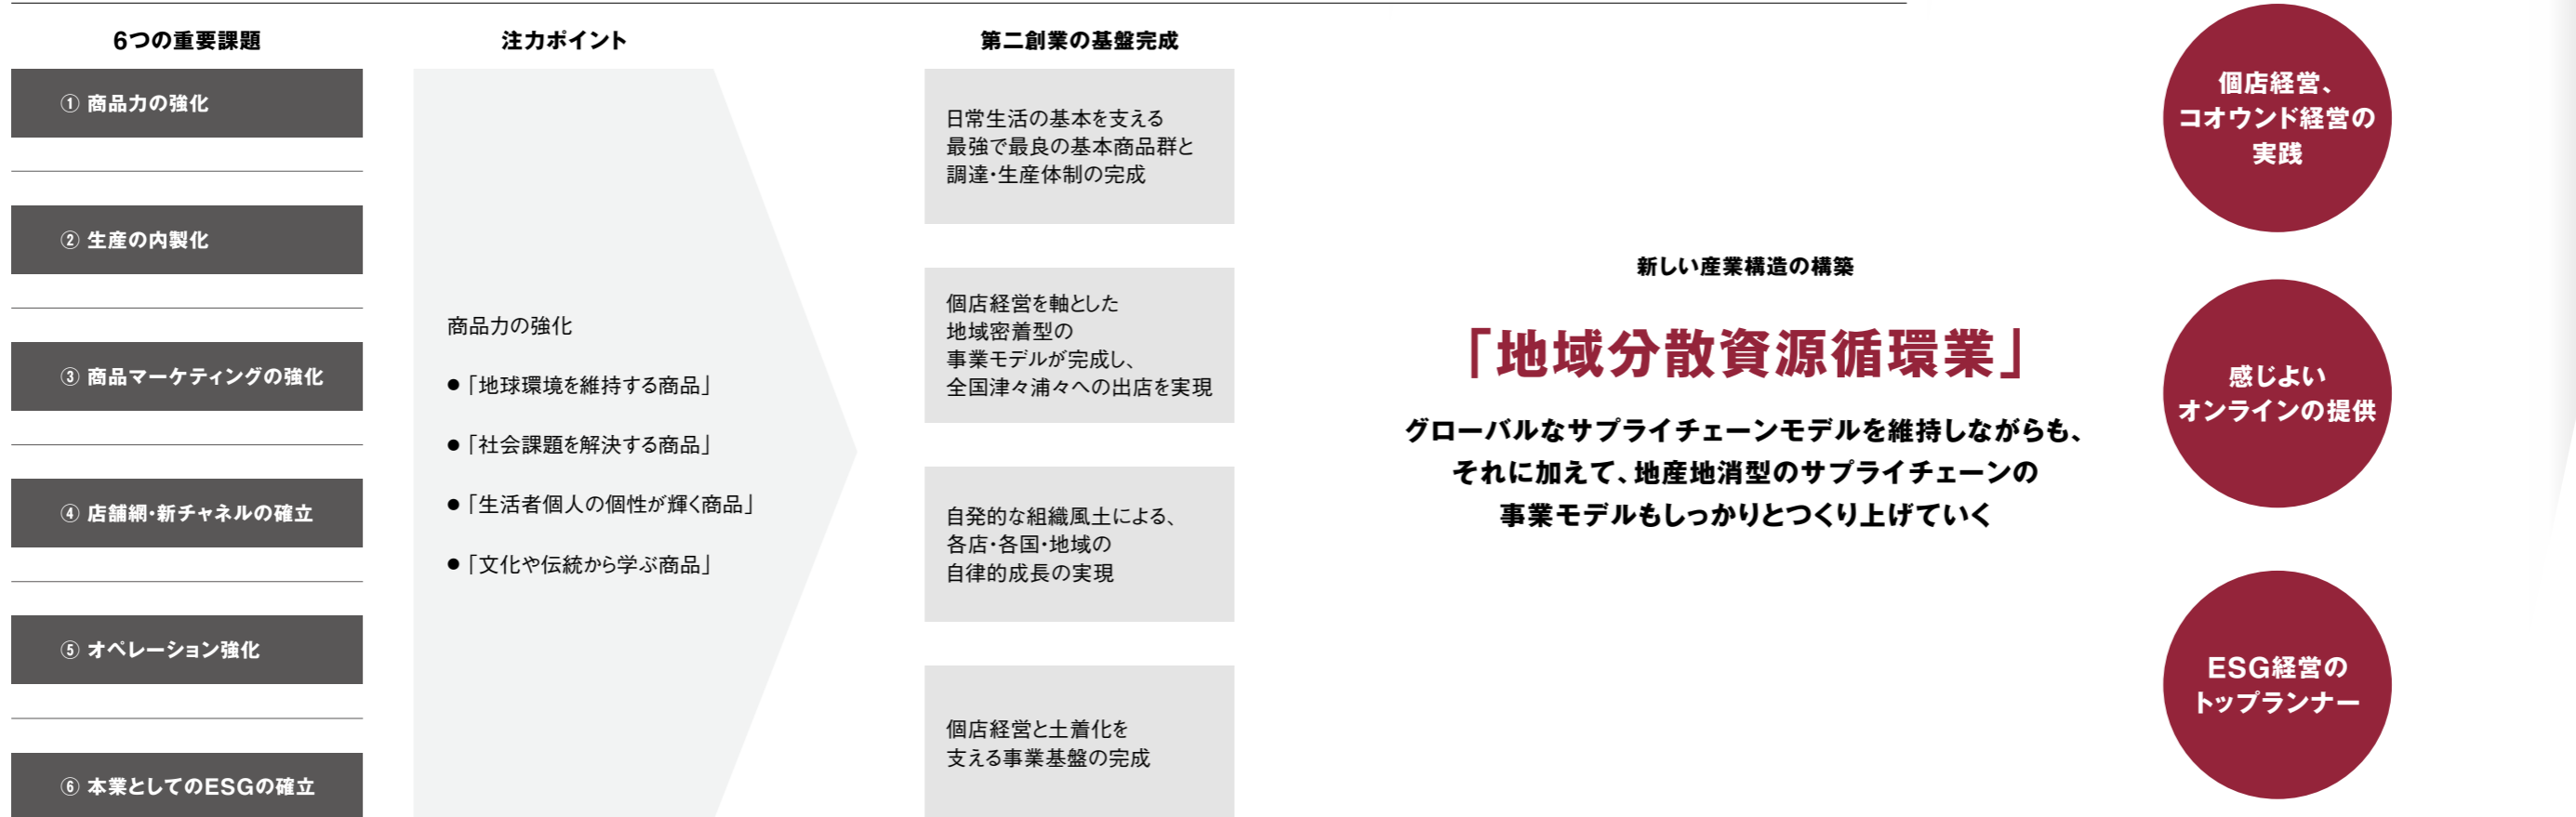 6つの重要課題
① 商品力の強化
② 生産の内製化
③ 商品マーケティングの強化
④ 店舗網・新チャネルの確立
⑤ オペレーション強化
⑥ 本業としてのESGの確立
注力ポイント
商品力の強化
●「地球環境を維持する商品」
●「社会課題を解決する商品」
●「生活者個人の個性が輝く商品」
●「文化や伝統から学ぶ商品」
第二創業の基盤完成
日常生活の基本を支える
最強で最良の基本商品群と
調達・生産体制の完成
個店経営を軸とした
地域密着型の
事業モデルが完成し、
全国津々浦々への出店を実現
自発的な組織風土による、
各店・各国・地域の
自律的成長の実現
個店経営と土着化を
支える事業基盤の完成
新しい産業構造の構築
「地域分散資源循環業」
グローバルなサプライチェーンモデルを維持しながらも、
それに加えて、地産地消型のサプライチェーンの
事業モデルもしっかりとつくり上げていく
個店経営、
コオウンド経営の
実践
感じよい
オンラインの提供
ESG経営の
トップランナー